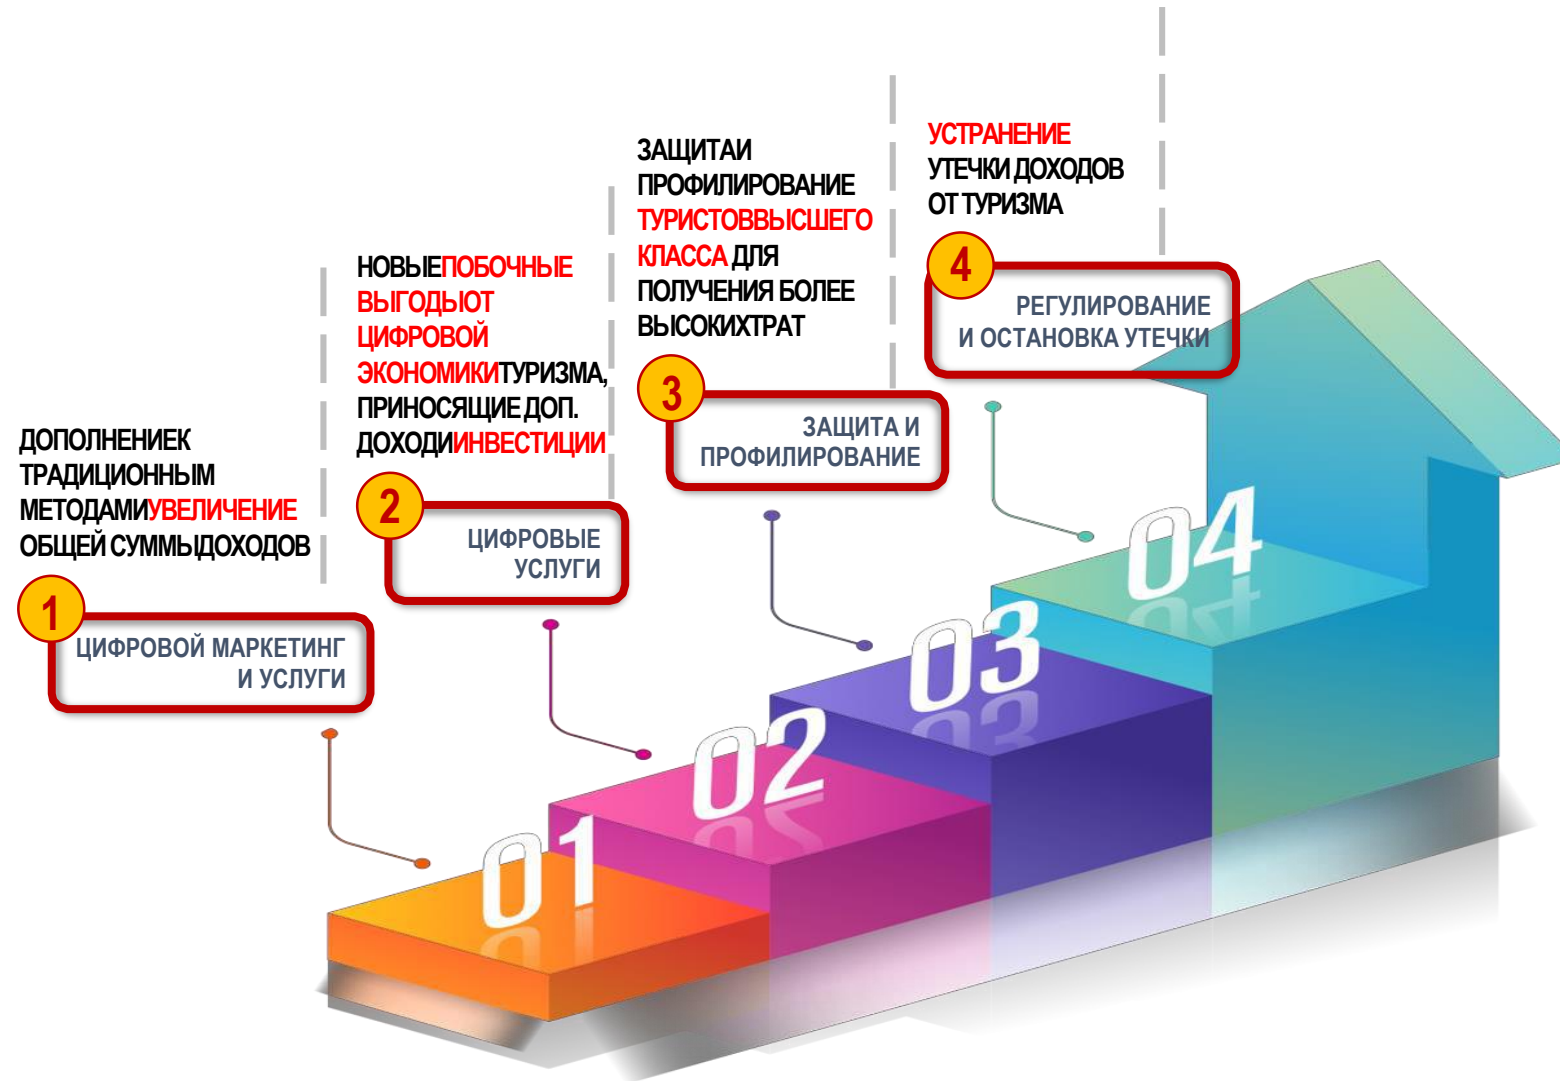 ДОПОЛНЕНИЕК
ТРАДИЦИОННЫМ
МЕТОДАМИУВЕЛИЧЕНИЕ
ОБЩЕЙ СУММЫДОХОДОВ
1
ЦИФРОВОЙ МАРКЕТИНГ
И УСЛУГИ
НОВЫЕПОБОЧНЫЕ
ВЫГОДЫОТ
ЦИФРОВОЙ
ЭКОНОМИКИТУРИЗМА,
ПРИНОСЯЩИЕ ДОП.
ДОХОДИИНВЕСТИЦИИ
2
ЦИФРОВЫЕ
УСЛУГИ
ЗАЩИТАИ
ПРОФИЛИРОВАНИЕ
ТУРИСТОВВЫСШЕГО
КЛАССА ДЛЯ
ПОЛУЧЕНИЯ БОЛЕЕ
ВЫСОКИХТРАТ
3
ЗАЩИТА И
ПРОФИЛИРОВАНИЕ
УСТРАНЕНИЕ
УТЕЧКИ ДОХОДОВ
ОТ ТУРИЗМА
4
РЕГУЛИРОВАНИЕ
И ОСТАНОВКА УТЕЧКИ
01
02
03
04